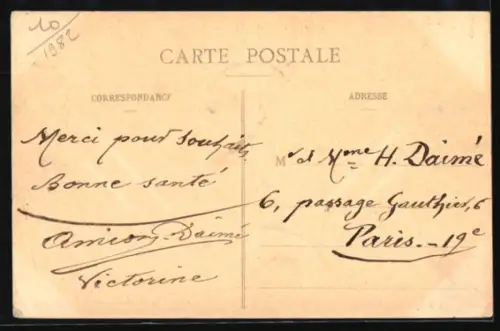 10
1982
CARTE POSTALE
CORRESPONDANCE
ADRESSE
Merci pour Souhaits
Bonne santé
Daimé
Victorine
Mr et Mme H. Daimé
6, passage Gauthier, 6
Paris. - 19e